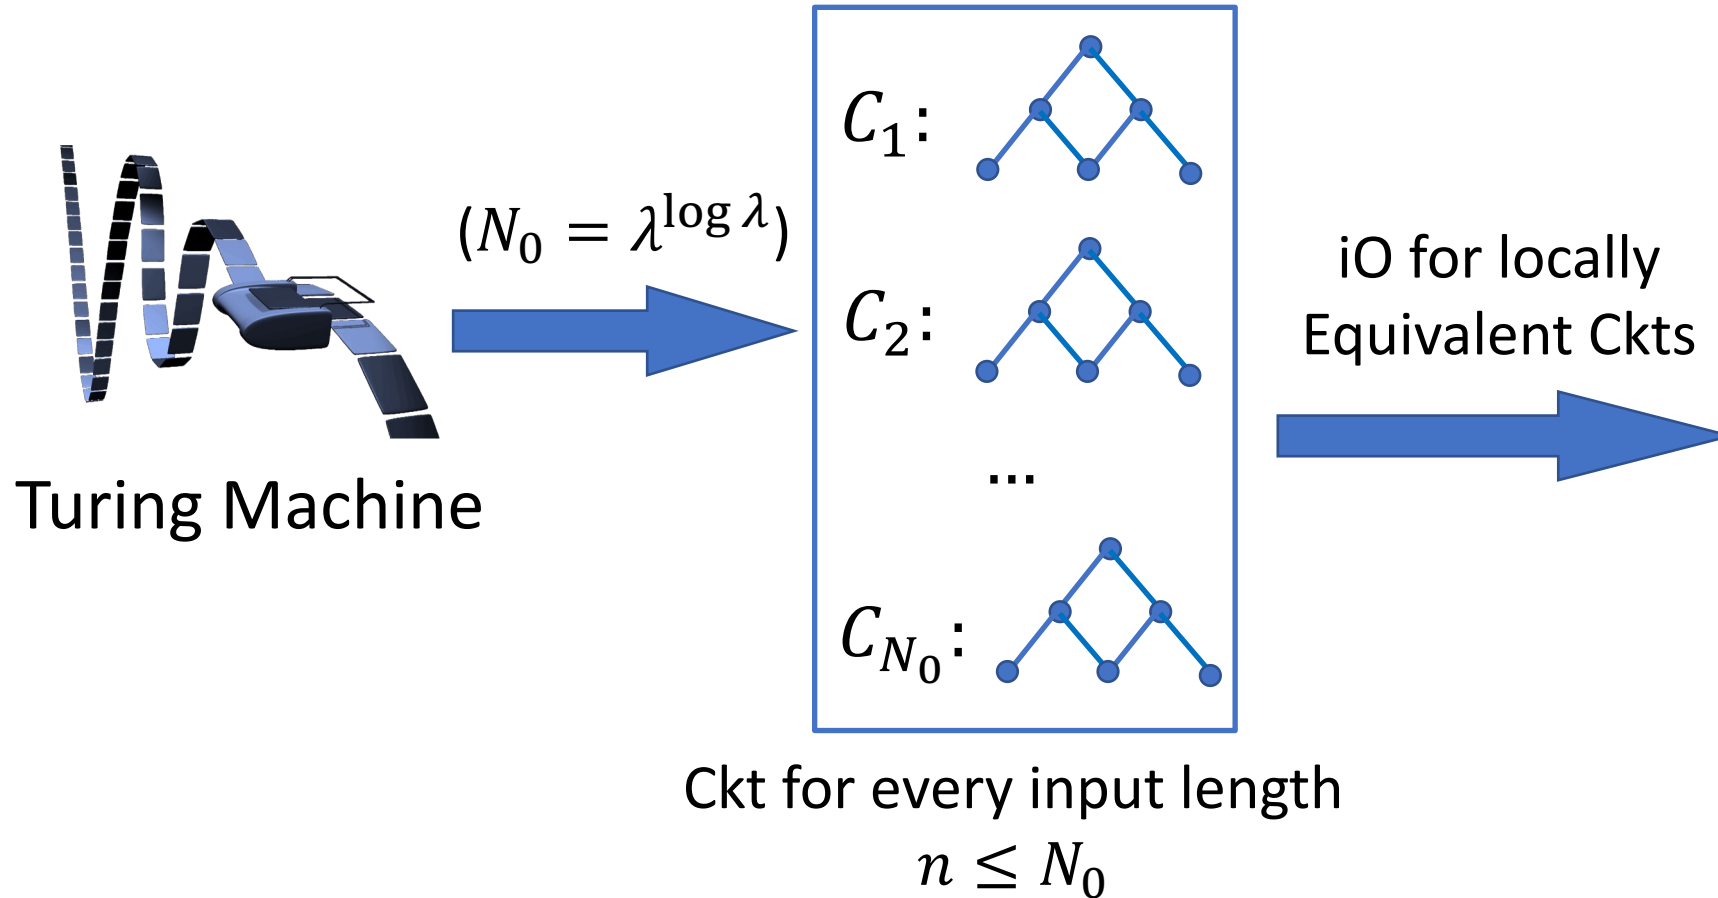 Turing Machine
(N₀ = λ^{log λ})
C₁:
C₂:
...
C_{N₀}:
Ckt for every input length
n ≤ N₀
iO for locally
Equivalent Ckts